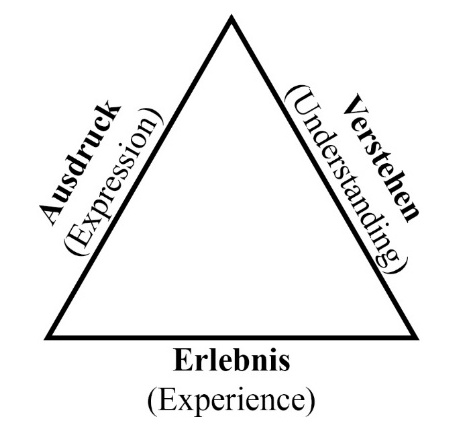 Ausdruck
(Expression)
Verstehen
(Understanding)
Erlebnis
(Experience)